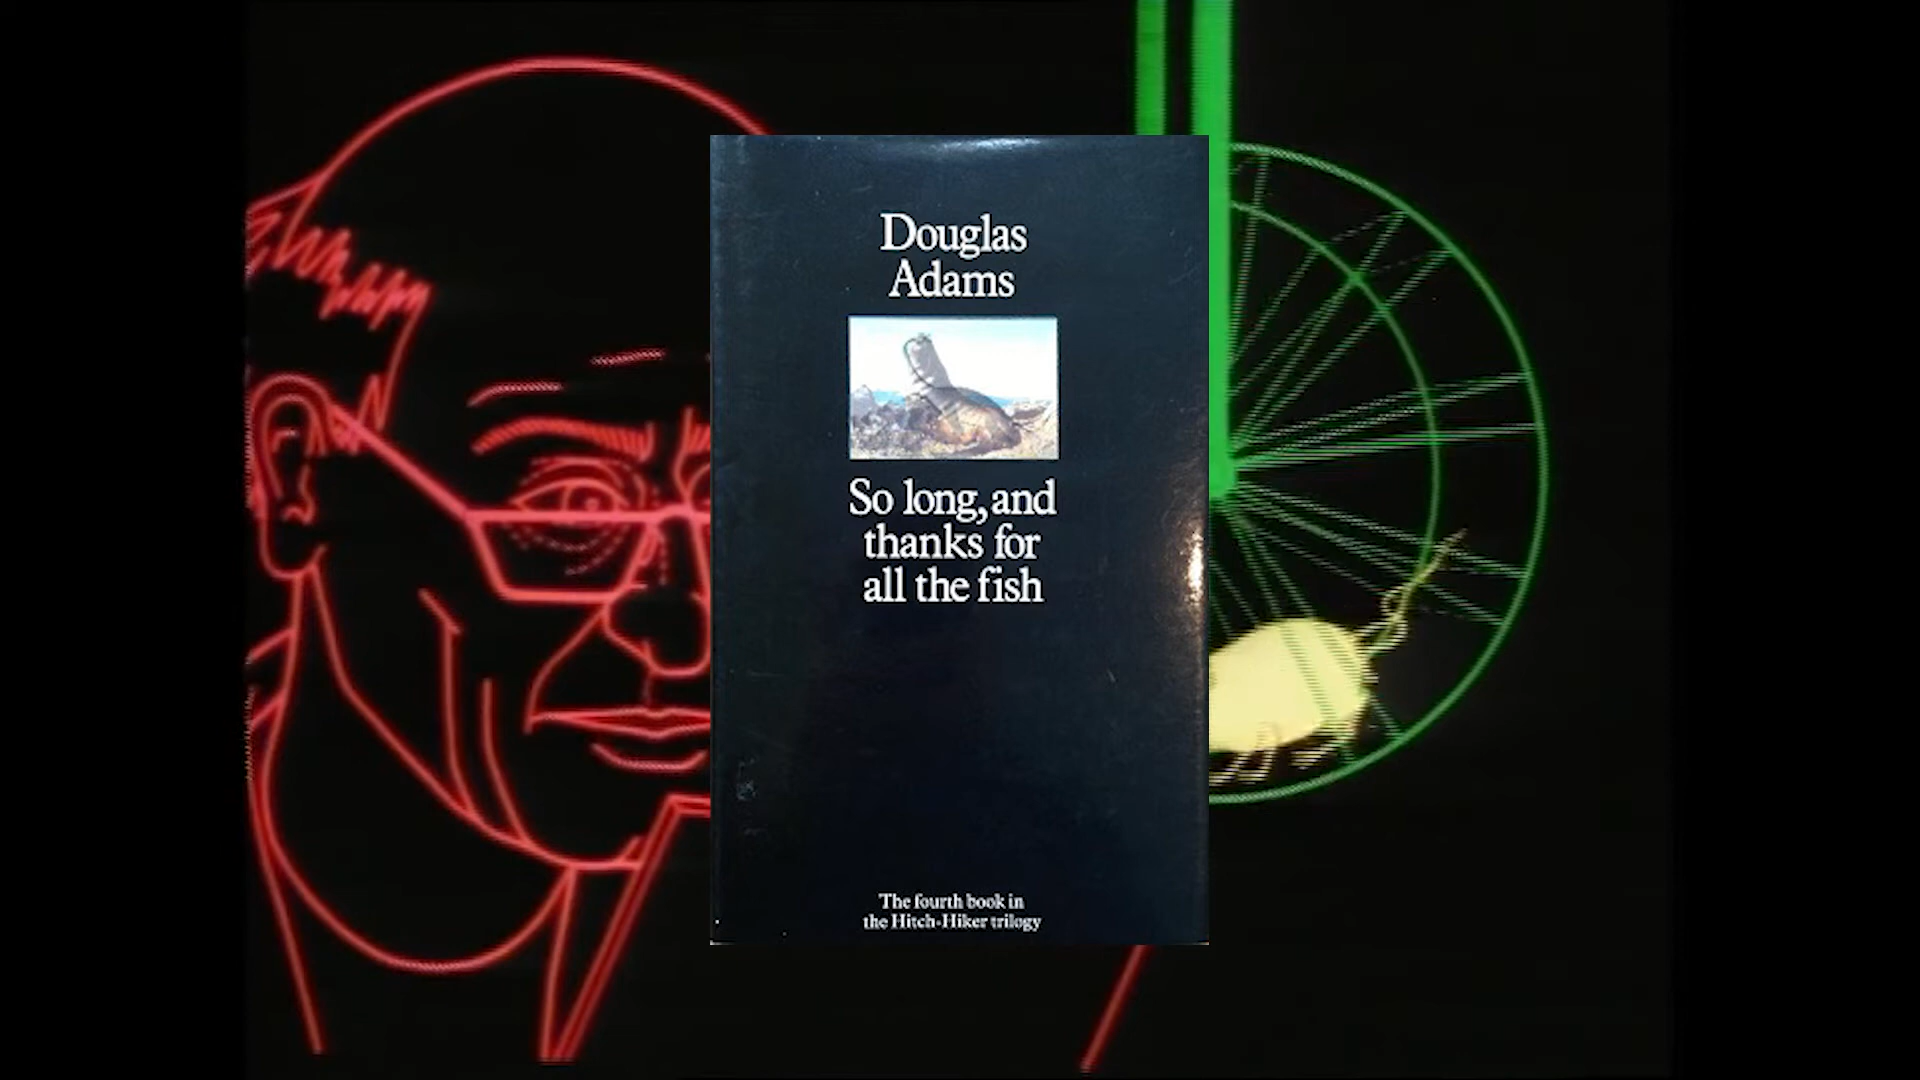 Douglas
Adams
So long, and
thanks for
all the fish
The fourth book in
the Hitch-Hiker trilogy